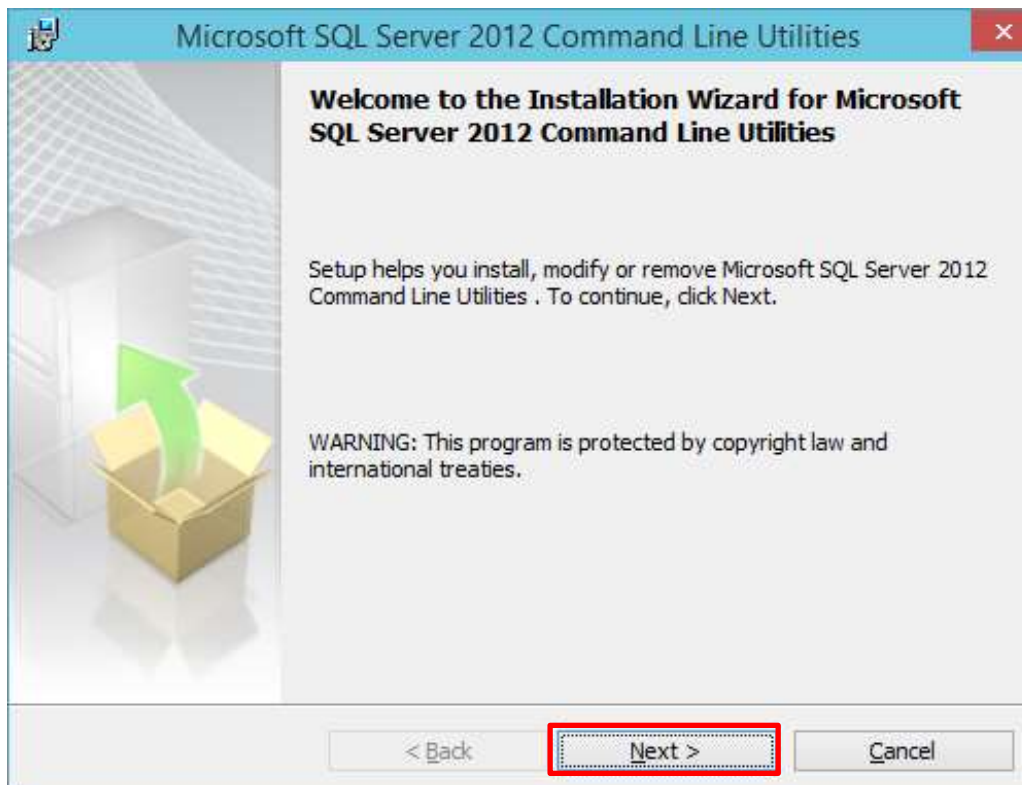 Microsoft SQL Server 2012 Command Line Utilities
Welcome to the Installation Wizard for Microsoft
SQL Server 2012 Command Line Utilities
Setup helps you install, modify or remove Microsoft SQL Server 2012
Command Line Utilities . To continue, click Next.
WARNING: This program is protected by copyright law and
international treaties.
< Back Next > Cancel